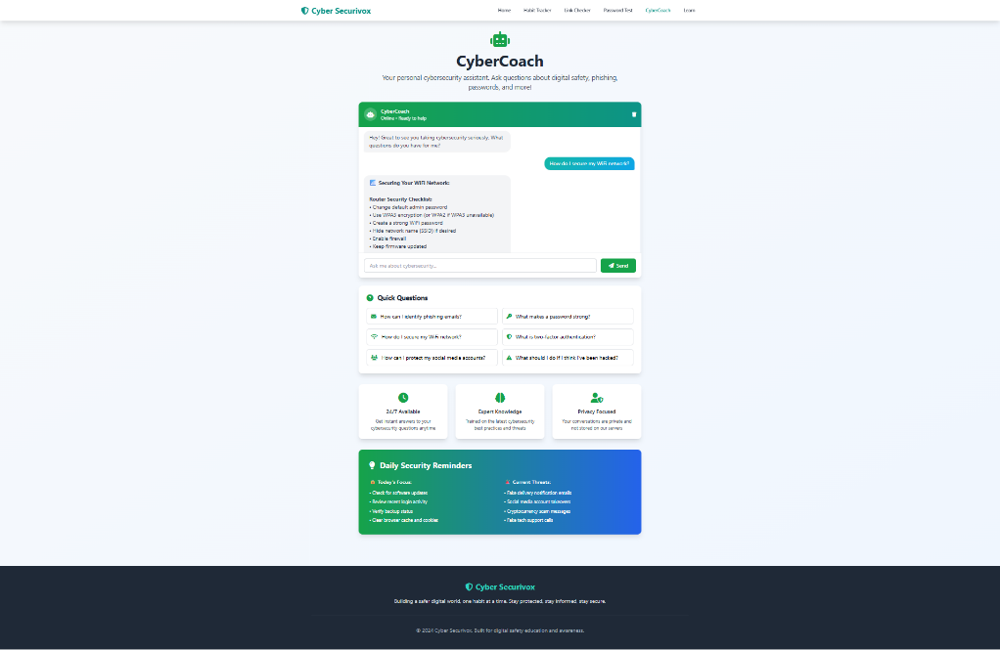 Cyber Securivox
Home Habit Tracker Link Checker Password Test CyberCoach Learn
CyberCoach
Your personal cybersecurity assistant. Ask questions about digital safety, phishing,
passwords, and more!
CyberCoach
Online • Ready to help
Hey! Great to see you taking cybersecurity seriously. What
questions do you have for me?
How do I secure my WiFi network?
Securing Your WiFi Network:
Router Security Checklist:
• Change default admin password
• Use WPA3 encryption (or WPA2 if WPA3 unavailable)
• Create a strong WiFi password
• Hide network name (SSID) if desired
• Enable firewall
• Keep firmware updated
Ask me about cybersecurity...
Send
Quick Questions
How can I identify phishing emails?
What makes a password strong?
How do I secure my WiFi network?
What is two-factor authentication?
How can I protect my social media accounts?
What should I do if I think I've been hacked?
24/7 Available
Get instant answers to your
cybersecurity questions anytime
Expert Knowledge
Trained on the latest cybersecurity
best practices and threats
Privacy Focused
Your conversations are private and
not stored on our servers
Daily Security Reminders
Today's Focus:
• Check for software updates
• Review recent login activity
• Verify backup status
• Clear browser cache and cookies
Current Threats:
• Fake delivery notification emails
• Social media account takeovers
• Cryptocurrency scam messages
• Fake tech support calls
Cyber Securivox
Building a safer digital world, one habit at a time. Stay protected, stay informed, stay secure.
© 2024 Cyber Securivox. Built for digital safety education and awareness.